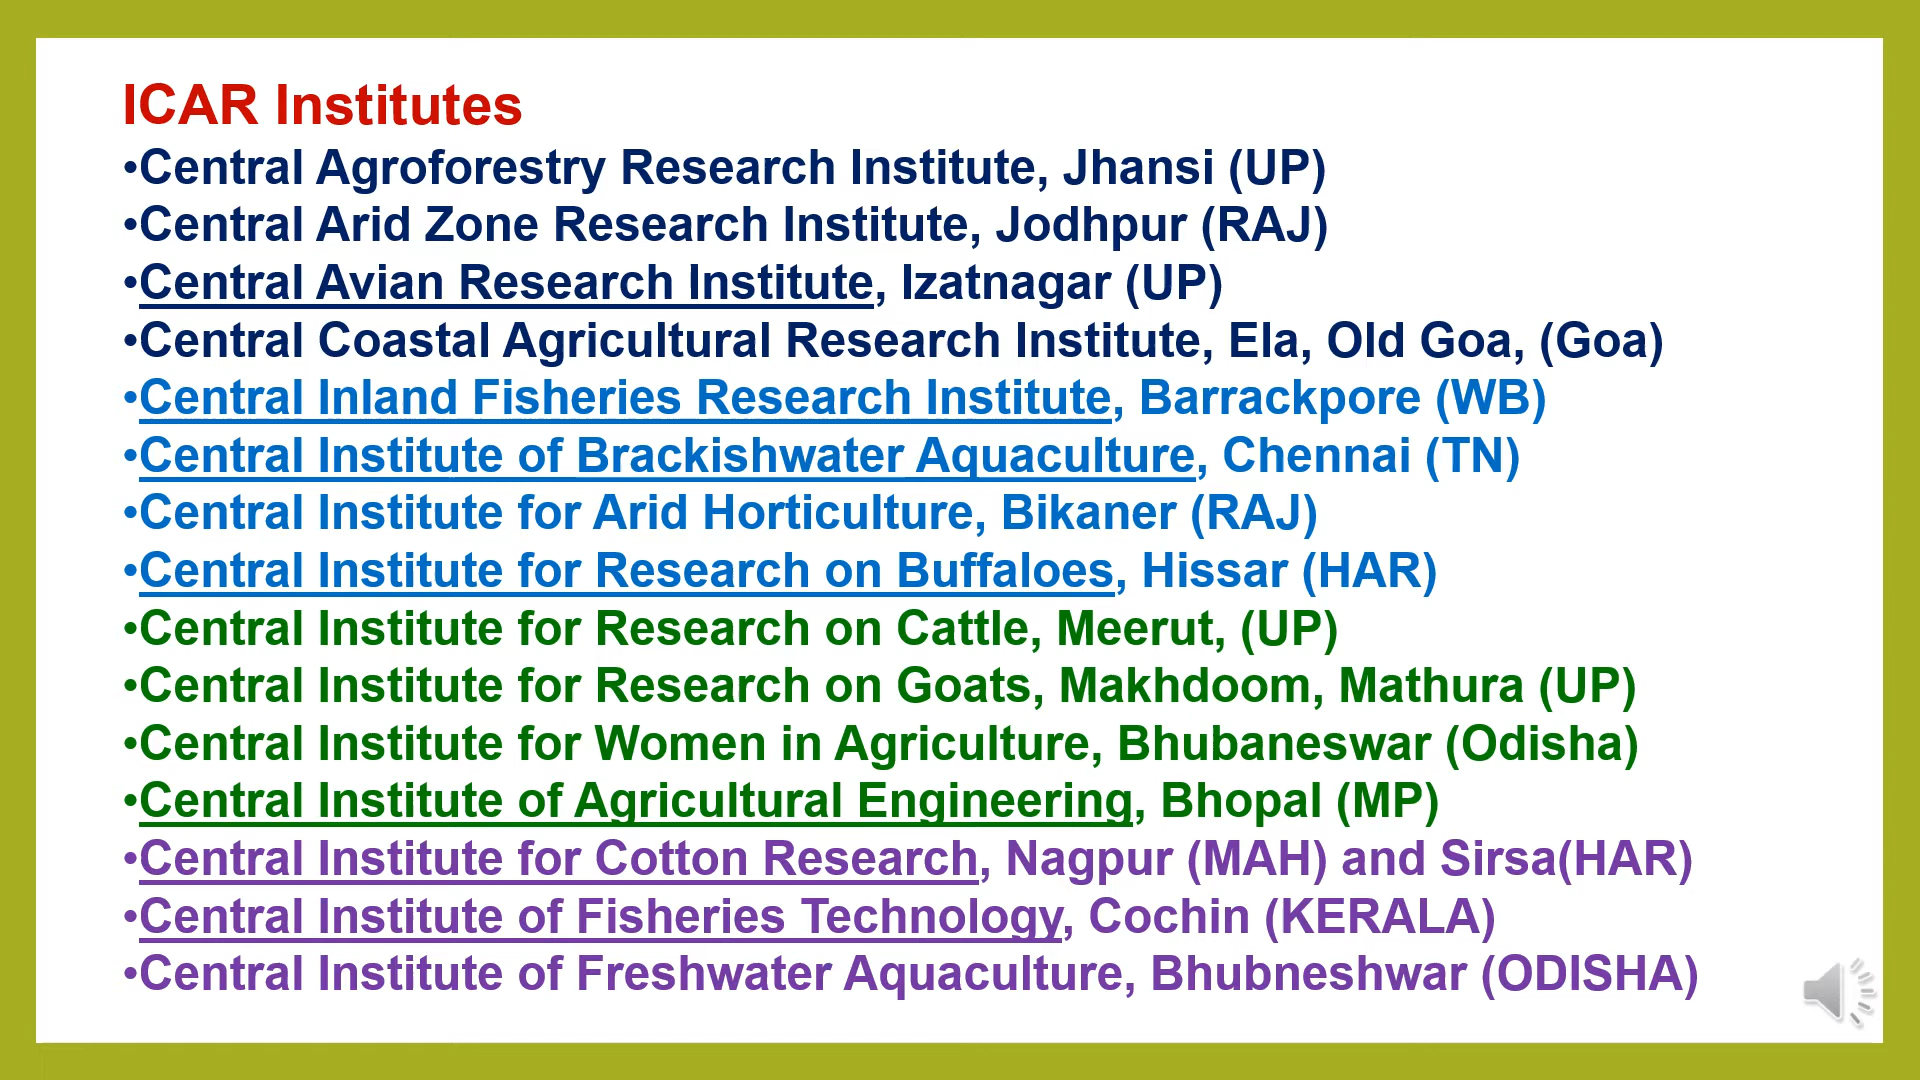 ICAR Institutes
•Central Agroforestry Research Institute, Jhansi (UP)
•Central Arid Zone Research Institute, Jodhpur (RAJ)
•Central Avian Research Institute, Izatnagar (UP)
•Central Coastal Agricultural Research Institute, Ela, Old Goa, (Goa)
•Central Inland Fisheries Research Institute, Barrackpore (WB)
•Central Institute of Brackishwater Aquaculture, Chennai (TN)
•Central Institute for Arid Horticulture, Bikaner (RAJ)
•Central Institute for Research on Buffaloes, Hissar (HAR)
•Central Institute for Research on Cattle, Meerut, (UP)
•Central Institute for Research on Goats, Makhdoom, Mathura (UP)
•Central Institute for Women in Agriculture, Bhubaneswar (Odisha)
•Central Institute of Agricultural Engineering, Bhopal (MP)
•Central Institute for Cotton Research, Nagpur (MAH) and Sirsa(HAR)
•Central Institute of Fisheries Technology, Cochin (KERALA)
•Central Institute of Freshwater Aquaculture, Bhubneshwar (ODISHA)